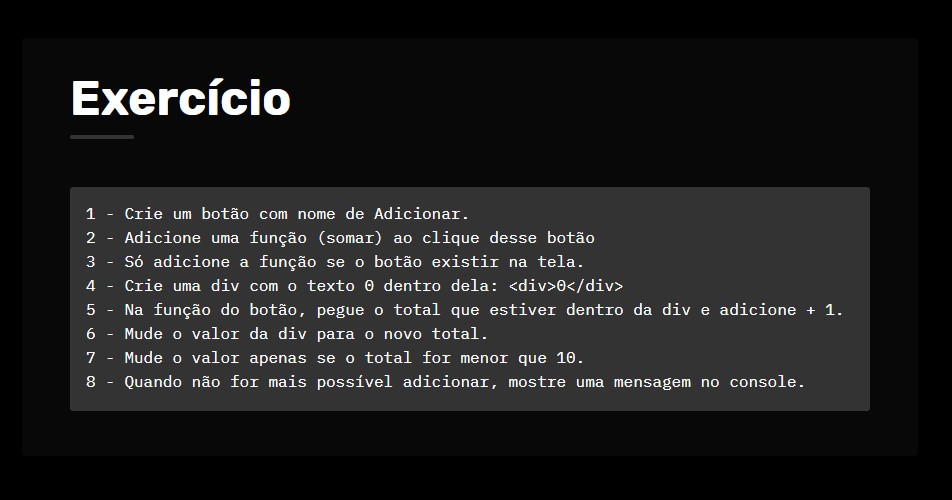 Exercício
1 - Crie um botão com nome de Adicionar.
2 - Adicione uma função (somar) ao clique desse botão
3 - Só adicione a função se o botão existir na tela.
4 - Crie uma div com o texto 0 dentro dela: <div>0</div>
5 - Na função do botão, pegue o total que estiver dentro da div e adicione + 1.
6 - Mude o valor da div para o novo total.
7 - Mude o valor apenas se o total for menor que 10.
8 - Quando não for mais possível adicionar, mostre uma mensagem no console.